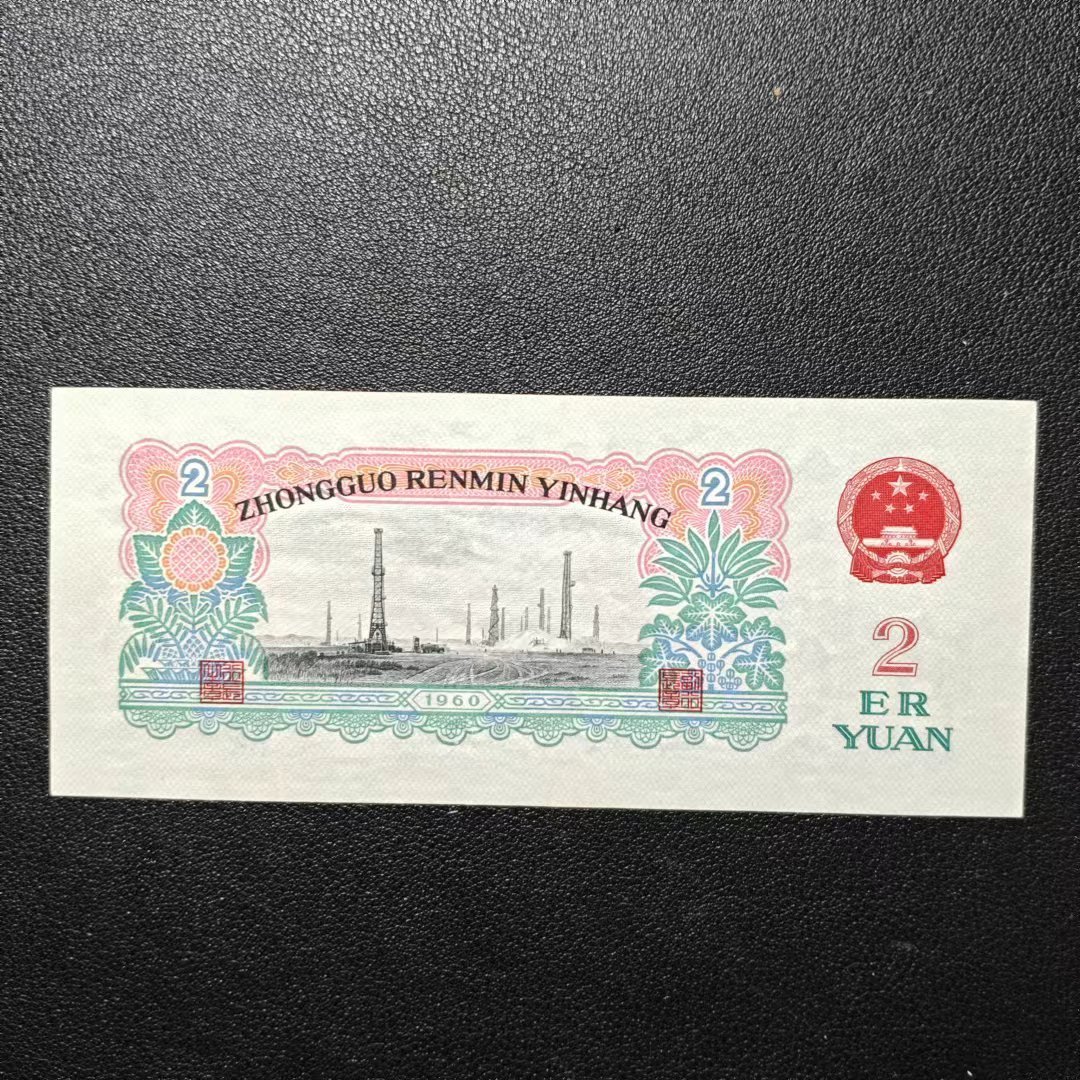 ZHONGGUO RENMIN YINHANG
2
2
1960
2
ER
YUAN